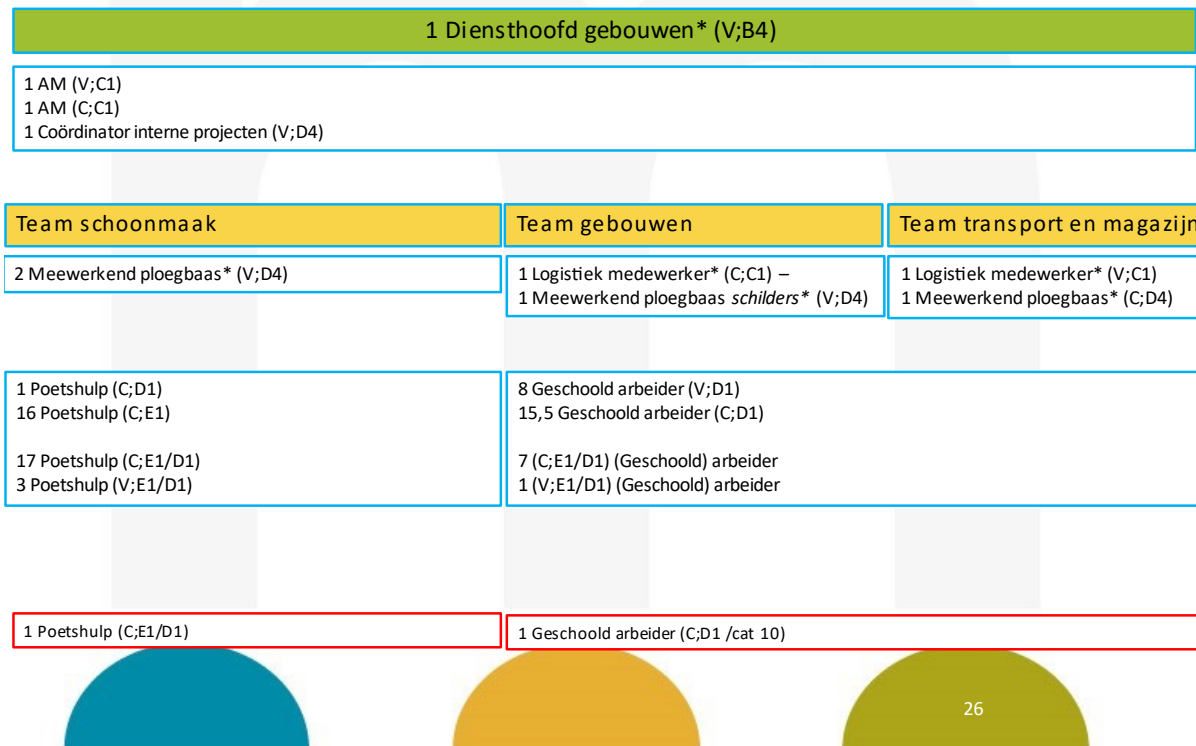 1 Diensthoofd gebouwen* (V;B4)
1 AM (V;C1)
1 AM (C;C1)
1 Coördinator interne projecten (V;D4)
Team schoonmaak
Team gebouwen
Team transport en magazijn
2 Meewerkend ploegbaas* (V;D4)
1 Logistiek medewerker* (C;C1) –
1 Meewerkend ploegbaas schilders* (V;D4)
1 Logistiek medewerker* (V;C1)
1 Meewerkend ploegbaas* (C;D4)
1 Poetshulp (C;D1)
16 Poetshulp (C;E1)
17 Poetshulp (C;E1/D1)
3 Poetshulp (V;E1/D1)
8 Geschoold arbeider (V;D1)
15,5 Geschoold arbeider (C;D1)
7 (C;E1/D1) (Geschoold) arbeider
1 (V;E1/D1) (Geschoold) arbeider
1 Poetshulp (C;E1/D1)
1 Geschoold arbeider (C;D1 /cat 10)
26